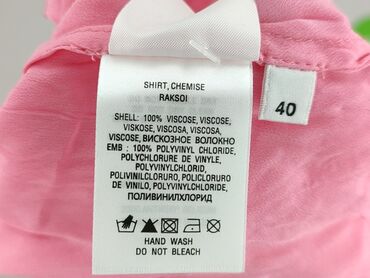 SHIRT, CHEMISE
RAKSOI
SHELL: 100% VISCOSE, VISCOSE,
VISKOSE, VISCOSA, VISCOSA,
VISCOSE, ВИСКОЗНОЕ ВОЛОКНО
EMB : 100% POLYVINYL CHLORIDE,
POLYCHLORURE DE VINYLE,
POLYVINYLCHLORID,
POLIVINILCLORURO, POLICLORURO
DE VINILO, POLYVINYLCHLORIDE,
ПОЛИВИНИЛХЛОРИД
HAND WASH
DO NOT BLEACH
40